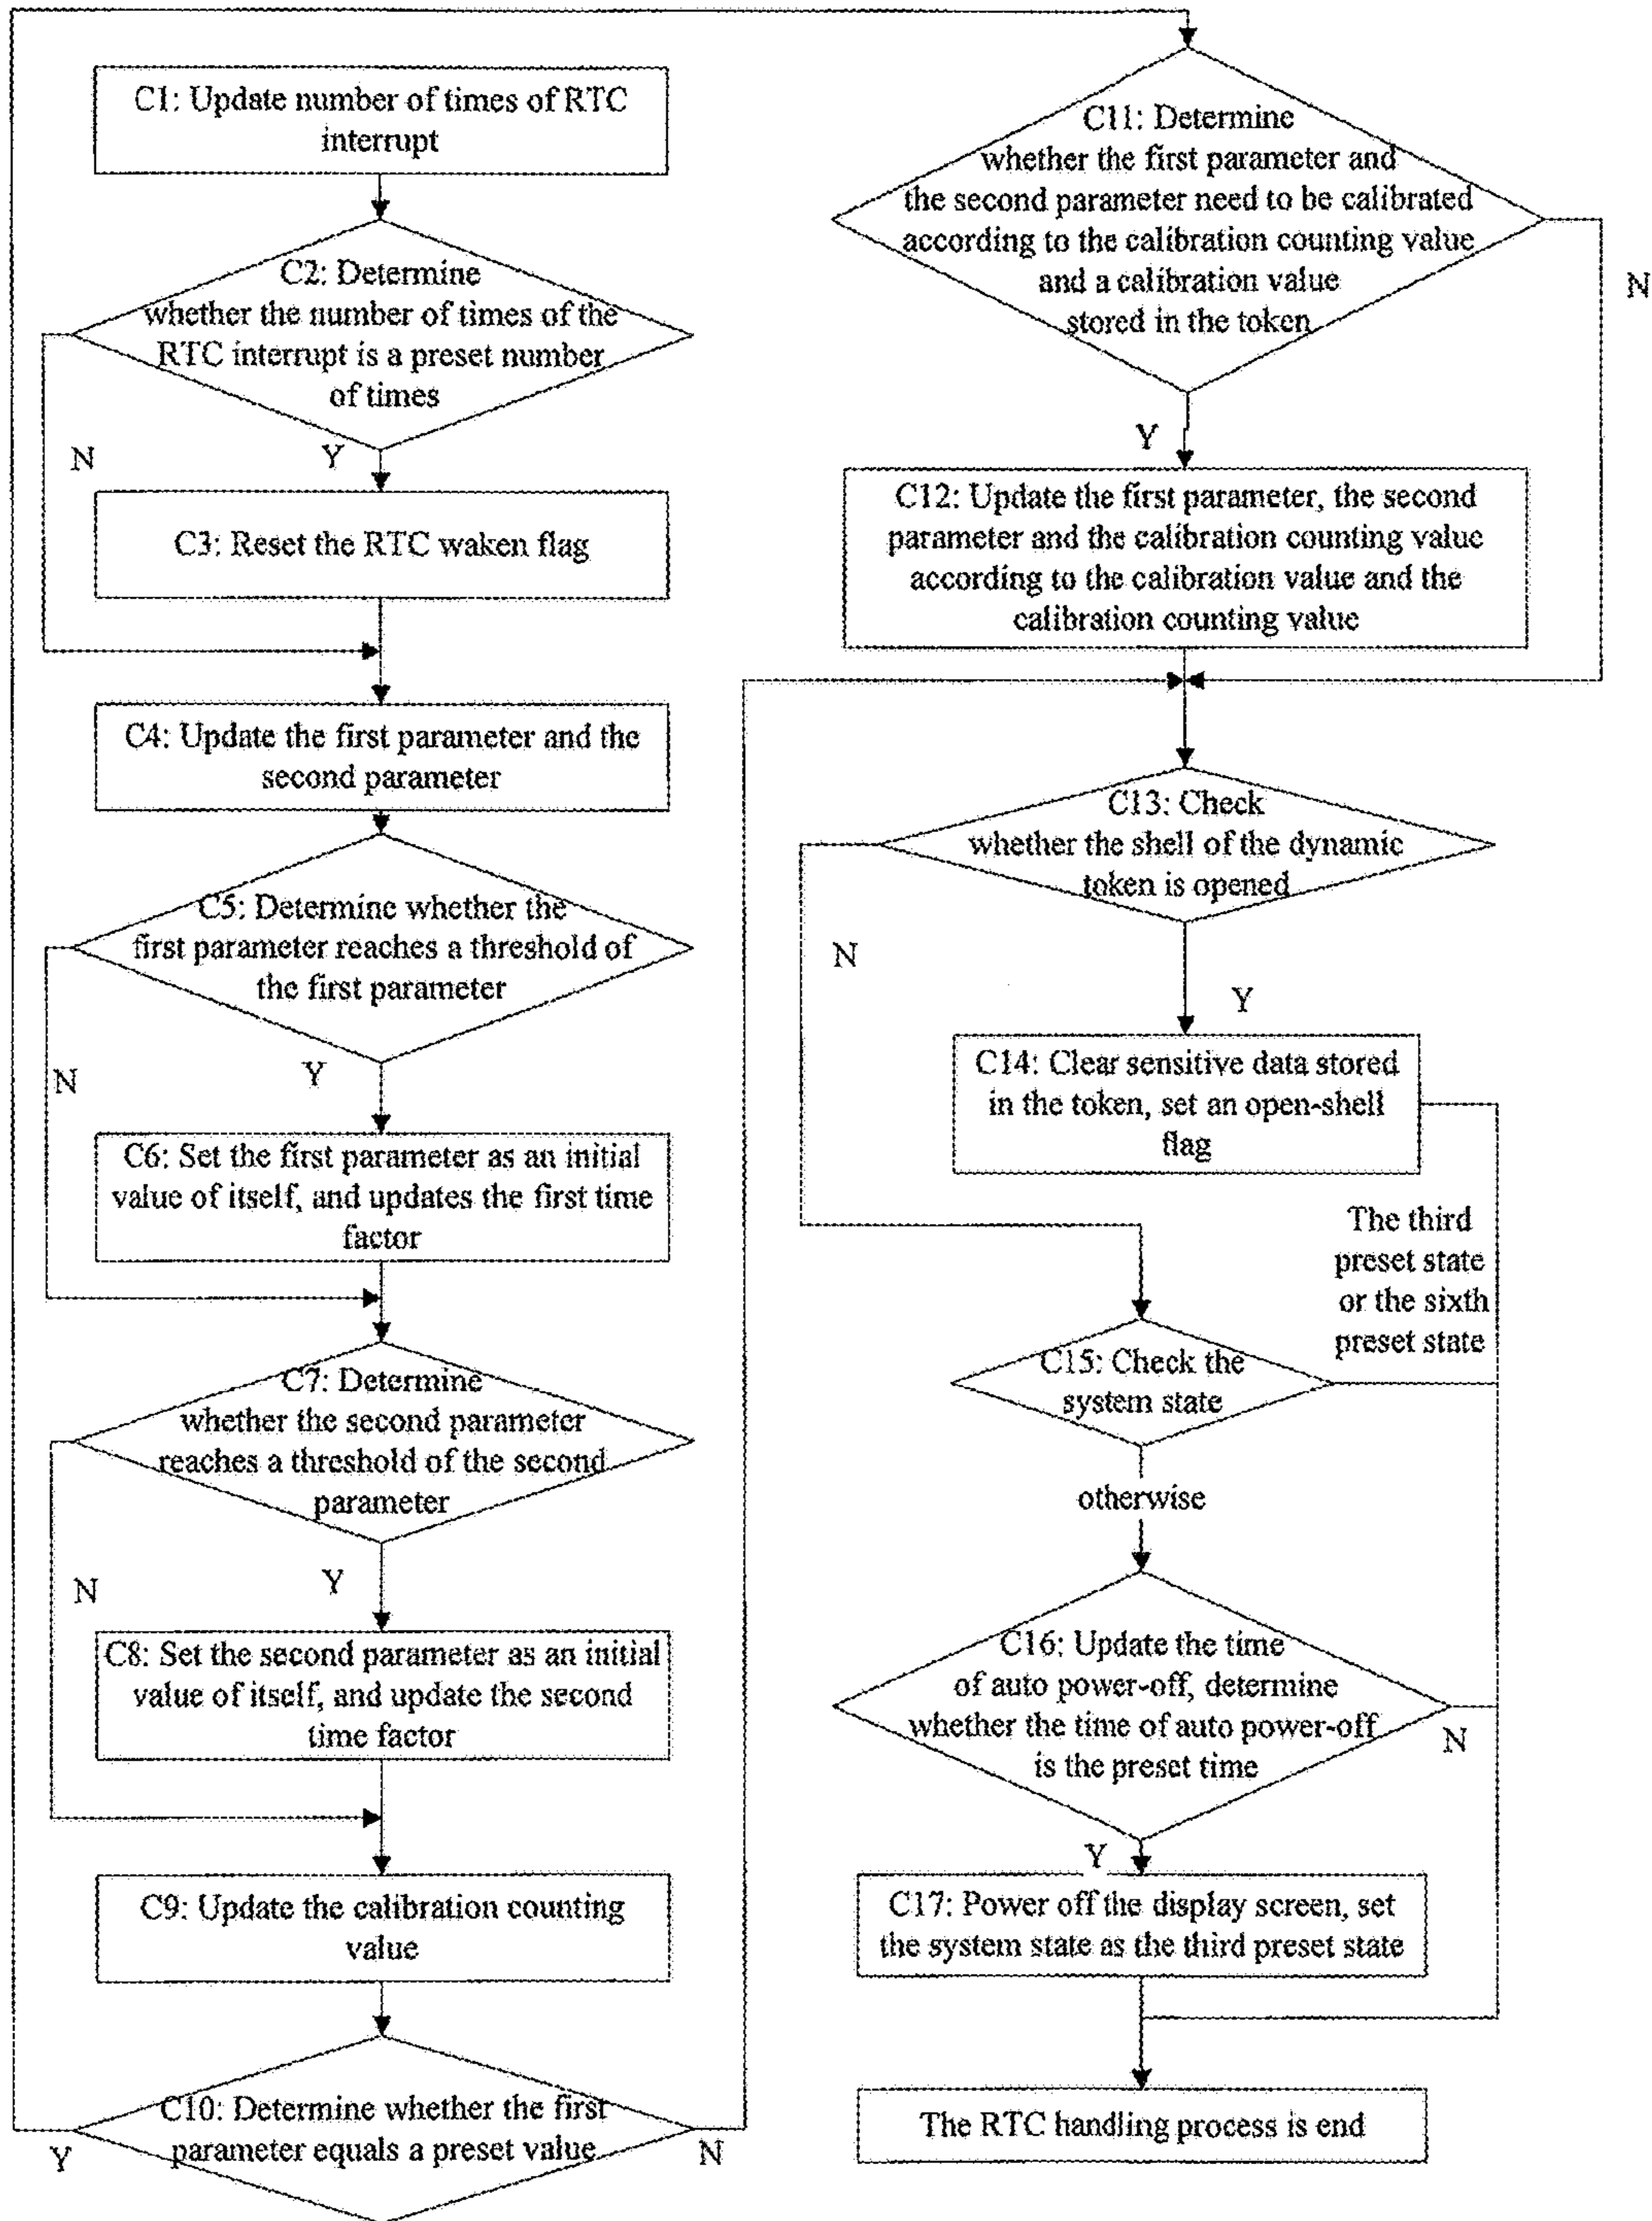 C1: Update number of times of RTC
interrupt
C2: Determine
whether the number of times of the
RTC interrupt is a preset number
of times
N
Y
C3: Reset the RTC waken flag
C4: Update the first parameter and the
second parameter
C5: Determine whether the
first parameter reaches a threshold of
the first parameter
N
Y
C6: Set the first parameter as an initial
value of itself, and updates the first time
factor
C7: Determine
whether the second parameter
reaches a threshold of the second
parameter
N
Y
C8: Set the second parameter as an initial
value of itself, and update the second
time factor
C9: Update the calibration counting
value
C10: Determine whether the first
parameter equals a preset value
Y
N
C11: Determine
whether the first parameter and
the second parameter need to be calibrated
according to the calibration counting value
and a calibration value
stored in the token
N
Y
C12: Update the first parameter, the second
parameter and the calibration counting value
according to the calibration value and the
calibration counting value
C13: Check
whether the shell of the dynamic
token is opened
N
Y
C14: Clear sensitive data stored
in the token, set an open-shell
flag
The third
preset state
or the sixth
preset state
C15: Check the
system state
otherwise
C16: Update the time
of auto power-off, determine
whether the time of auto power-off
is the preset time
N
Y
C17: Power off the display screen, set
the system state as the third preset state
The RTC handling process is end